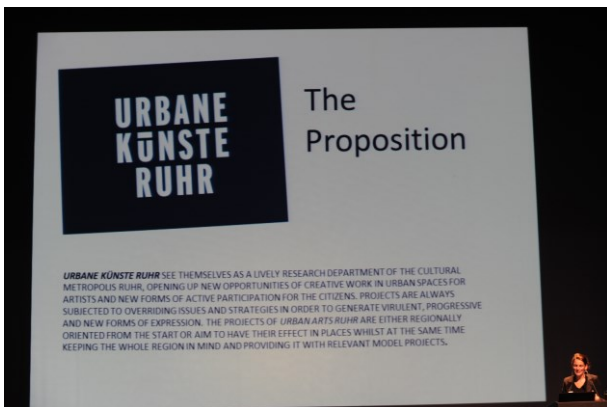 URBANE
KŪNSTE
RUHR
The
Proposition
URBANE KÜNSTE RUHR SEE THEMSELVES AS A LIVELY RESEARCH DEPARTMENT OF THE CULTURAL
METROPOLIS RUHR, OPENING UP NEW OPPORTUNITIES OF CREATIVE WORK IN URBAN SPACES FOR
ARTISTS AND NEW FORMS OF ACTIVE PARTICIPATION FOR THE CITIZENS. PROJECTS ARE ALWAYS
SUBJECTED TO OVERRIDING ISSUES AND STRATEGIES IN ORDER TO GENERATE VIRULENT, PROGRESSIVE
AND NEW FORMS OF EXPRESSION. THE PROJECTS OF URBAN ARTS RUHR ARE EITHER REGIONALLY
ORIENTED FROM THE START OR AIM TO HAVE THEIR EFFECT IN PLACES WHILST AT THE SAME TIME
KEEPING THE WHOLE REGION IN MIND AND PROVIDING IT WITH RELEVANT MODEL PROJECTS.